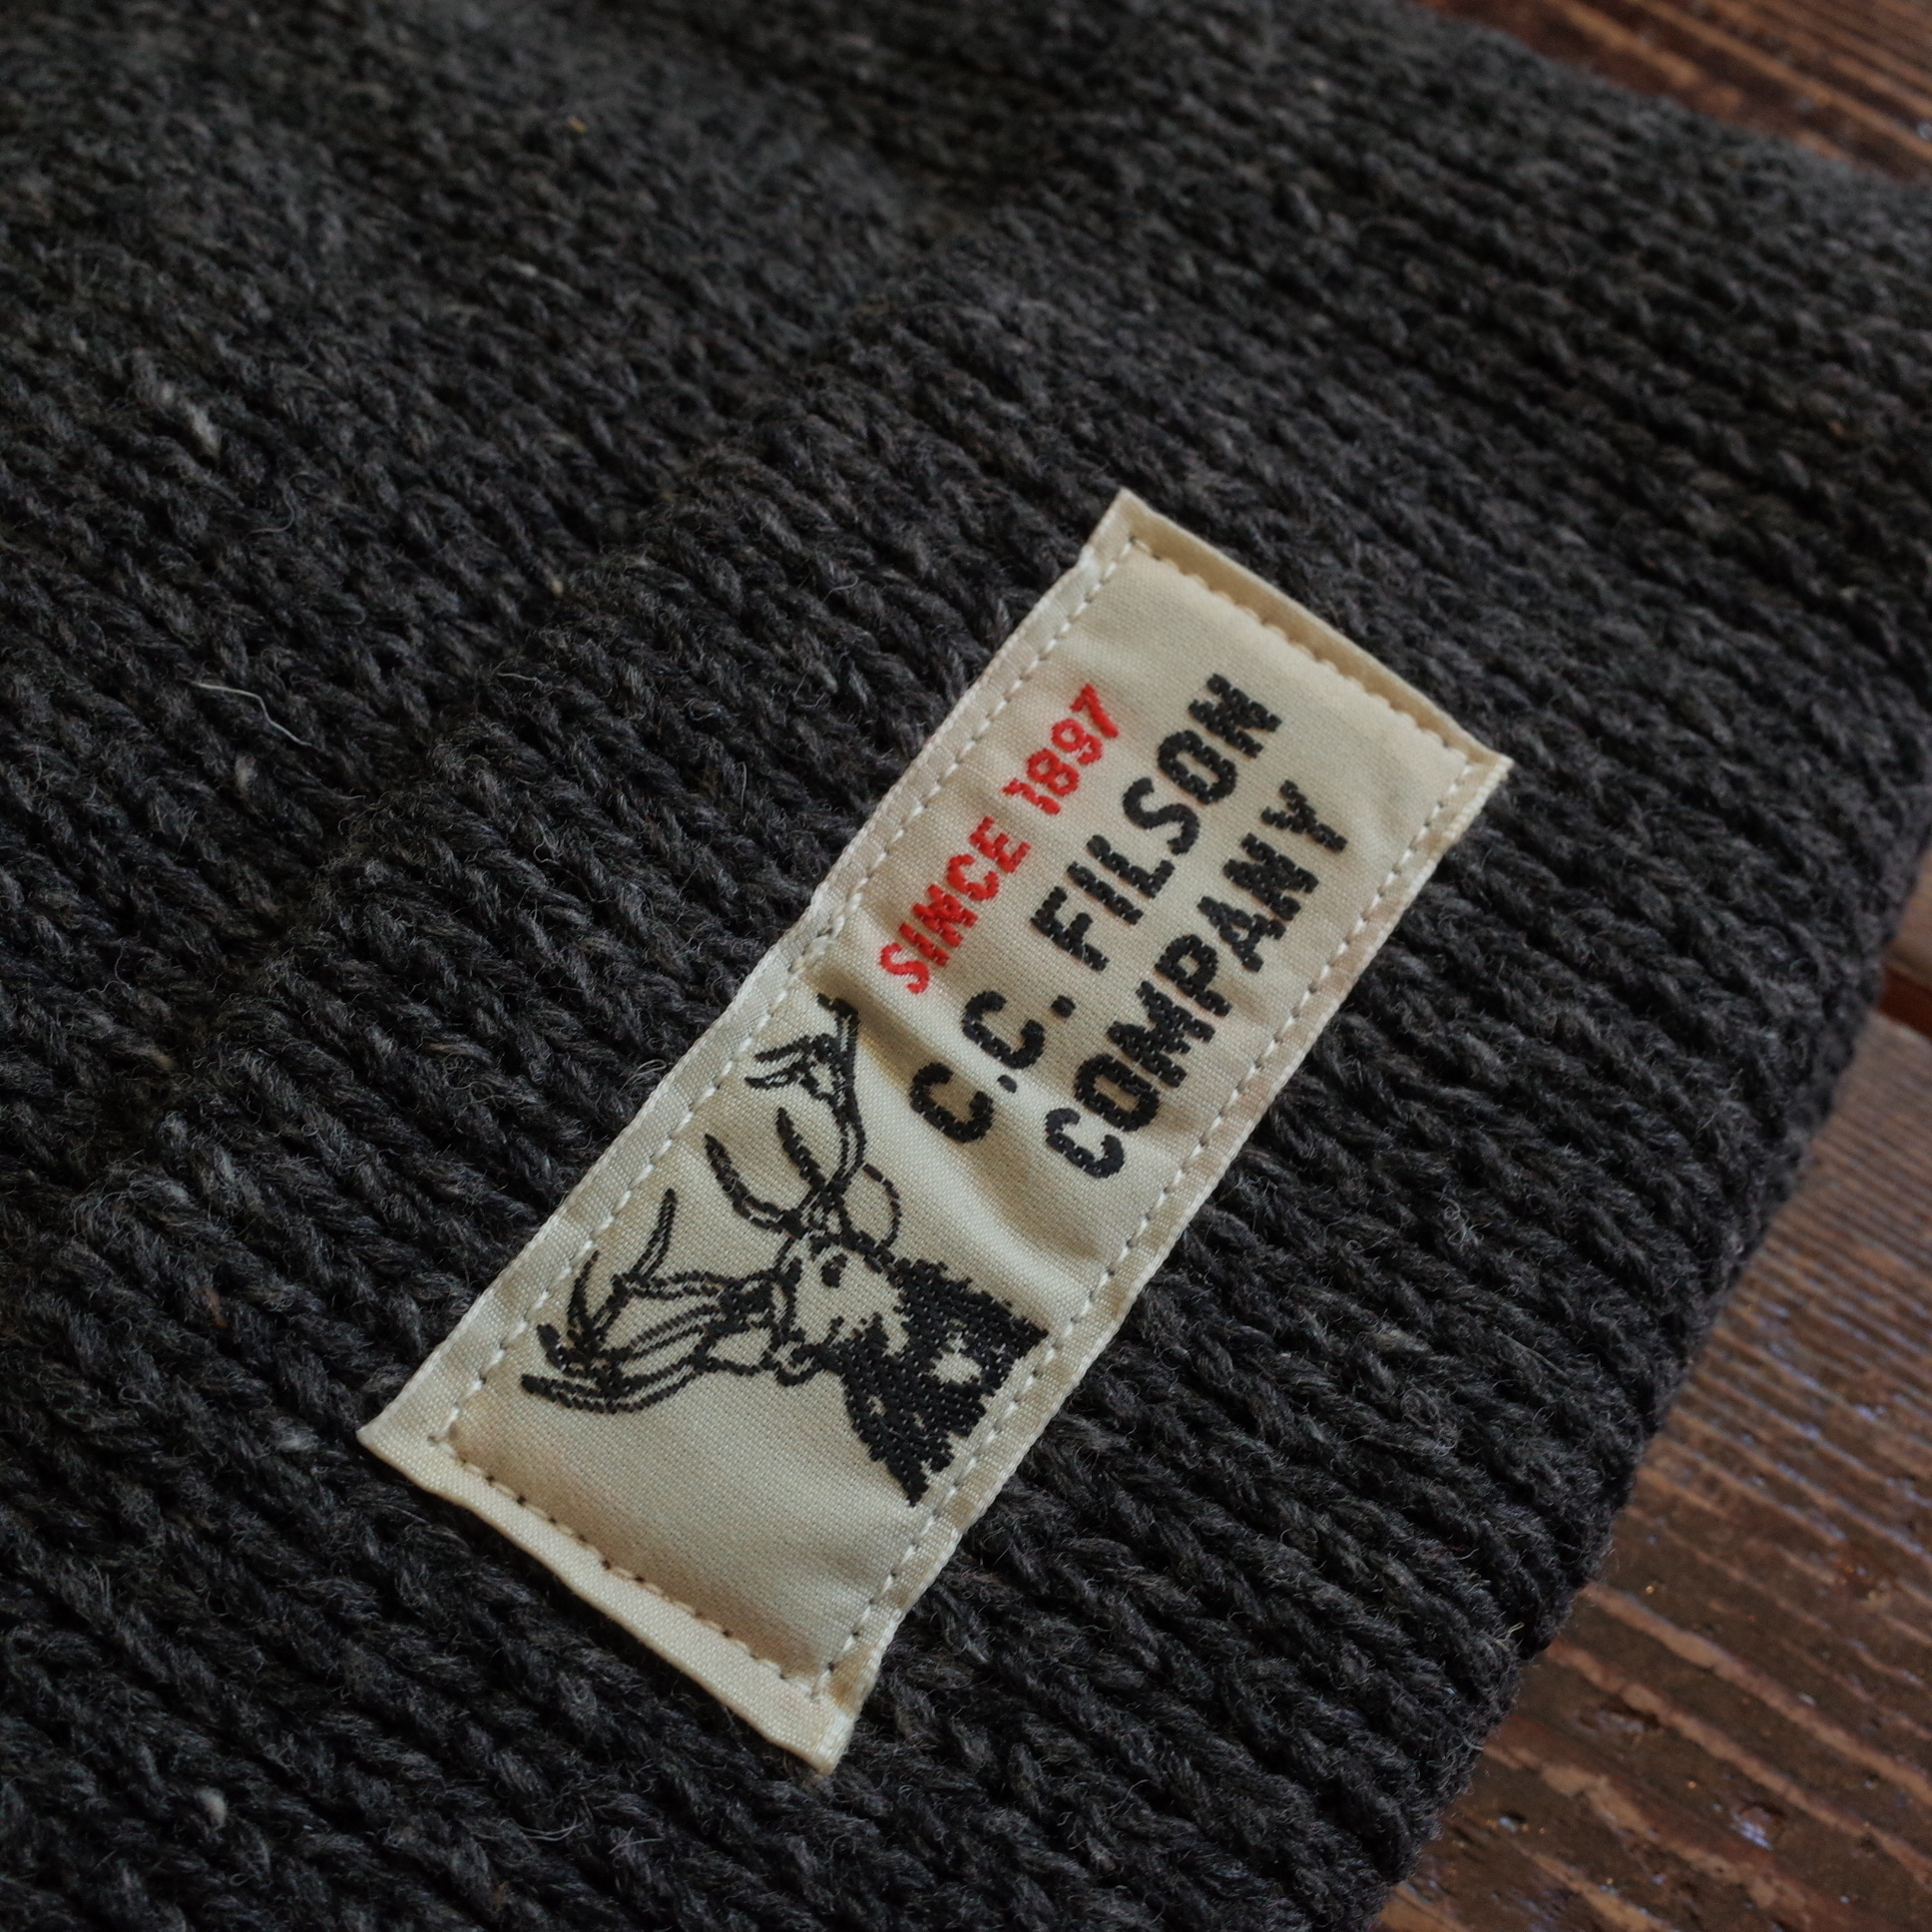 SINCE 1897
C.C. FILSON
COMPANY